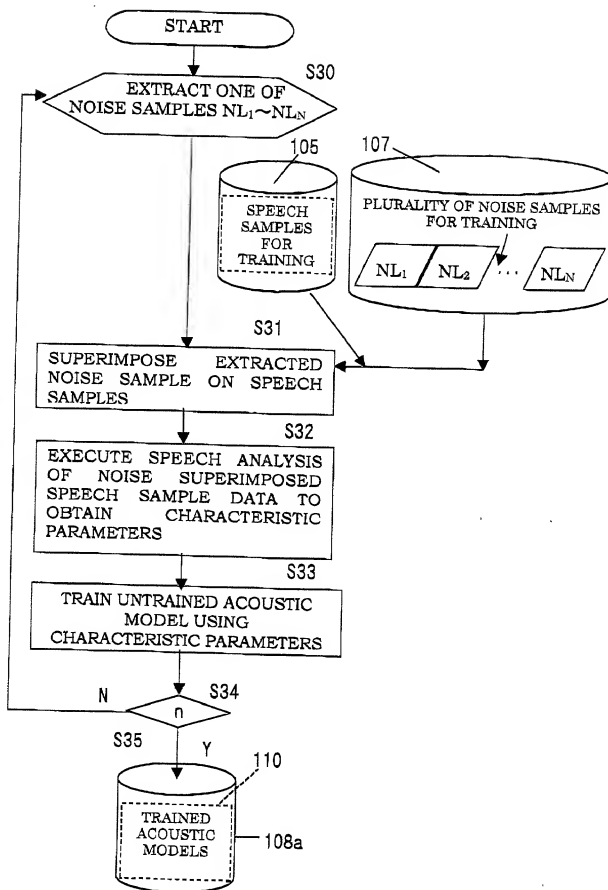 START
S30
EXTRACT ONE OF
NOISE SAMPLES NL1~NLN
105
107
SPEECH
SAMPLES
FOR
TRAINING
PLURALITY OF NOISE SAMPLES
FOR TRAINING
NL1 NL2 ... NLN
S31
SUPERIMPOSE EXTRACTED
NOISE SAMPLE ON SPEECH
SAMPLES
S32
EXECUTE SPEECH ANALYSIS
OF NOISE SUPERIMPOSED
SPEECH SAMPLE DATA TO
OBTAIN CHARACTERISTIC
PARAMETERS
S33
TRAIN UNTRAINED ACOUSTIC
MODEL USING
CHARACTERISTIC PARAMETERS
N
S34
n
S35
Y
110
TRAINED
ACOUSTIC
MODELS
108a